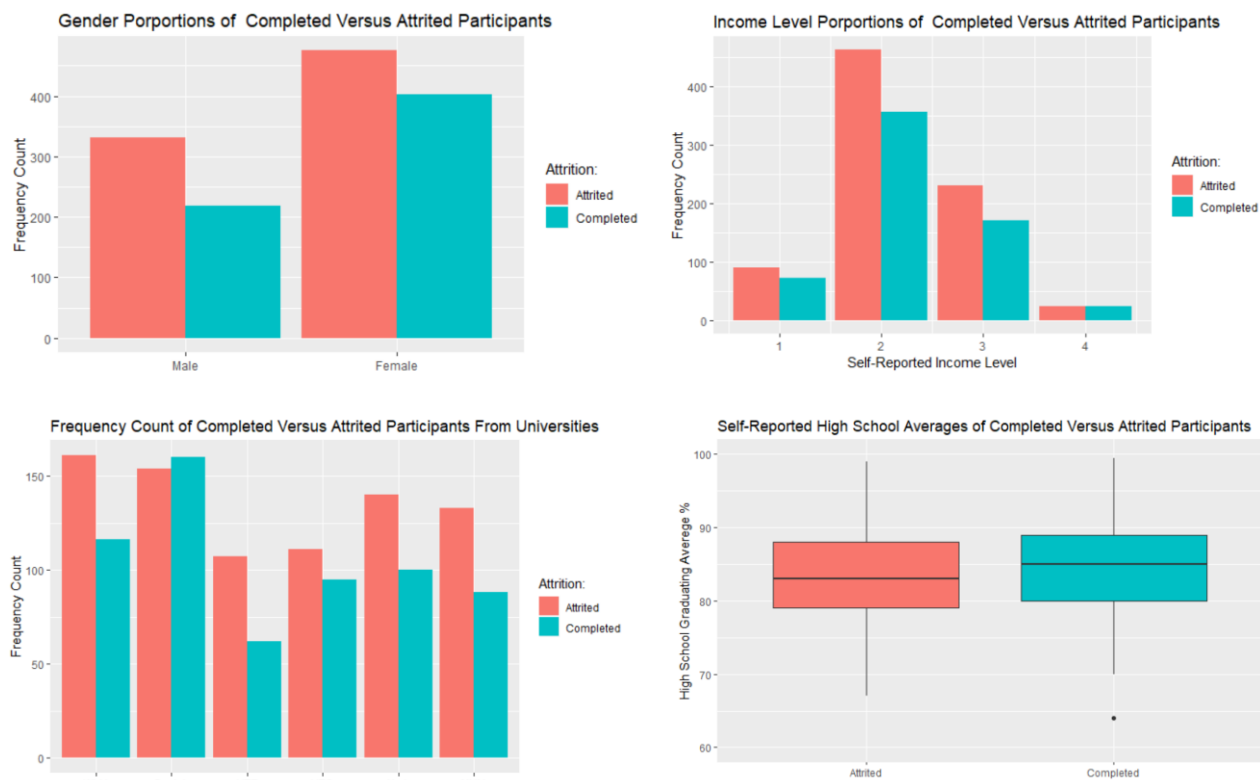 Gender Porportions of Completed Versus Attrited Participants
Frequency Count
400
300
200
100
0
Male
Female
Attrition:
Attrited
Completed
Income Level Porportions of Completed Versus Attrited Participants
Frequency Count
400
300
200
100
0
1
2
3
4
Self-Reported Income Level
Attrition:
Attrited
Completed
Frequency Count of Completed Versus Attrited Participants From Universities
Frequency Count
150
100
50
0
Attrition:
Attrited
Completed
Self-Reported High School Averages of Completed Versus Attrited Participants
High School Graduating Averege %
100
90
80
70
60
Attrited
Completed